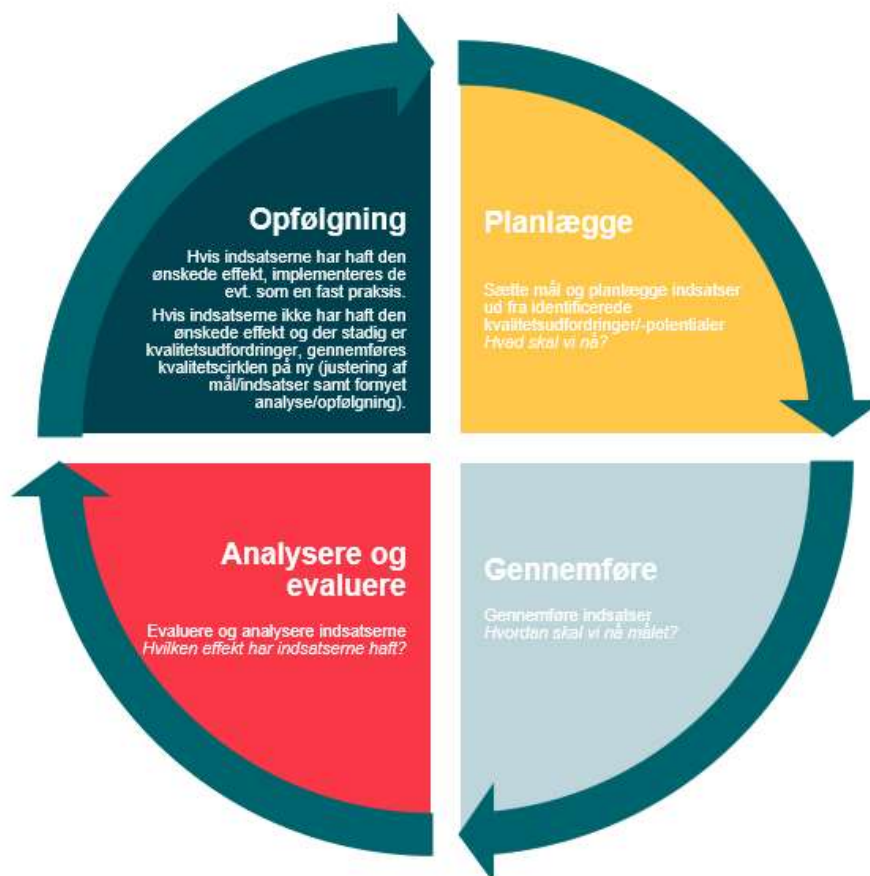 Opfølgning
Hvis indsatserne har haft den
ønskede effekt, implementeres de
evt. som en fast praksis.
Hvis indsatserne ikke har haft den
ønskede effekt og der stadig er
kvalitetsudfordringer, gennemføres
kvalitetscirklen på ny (justering af
mål/indsatser samt fornyet
analyse/opfølgning).
Planlægge
Sætte mål og planlægge indsatser
ud fra identificerede
kvalitetsudfordringer/-potentialer
Hvad skal vi nå?
Analysere og
evaluere
Evaluere og analysere indsatserne
Hvilken effekt har indsatserne haft?
Gennemføre
Gennemføre indsatser
Hvordan skal vi nå målet?